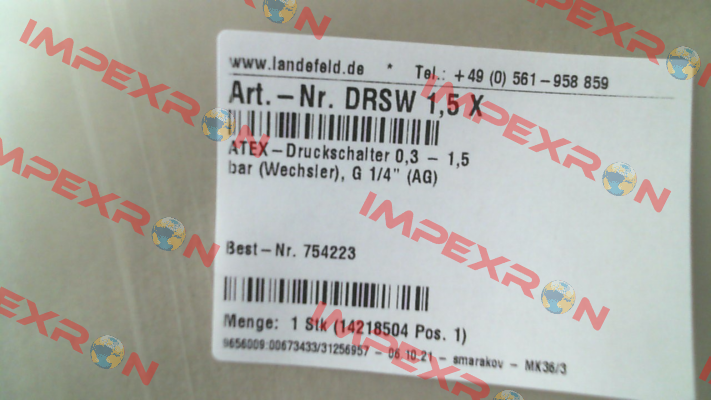 www.landefeld.de * Tel.: +49 (0) 561-958 859
Art.-Nr. DRSW 1,5 X
ATEX-Druckschalter 0,3 - 1,5
bar (Wechsler), G 1/4" (AG)
Best-Nr. 754223
Menge: 1 Stk (14218504 Pos. 1)
9656009:00673433/31256957 - 06.10.21 - smarakov - MK36/3
IMPEXRON
IMPEXRON
IMPEXRON
IMPEXRON
IMPEXRON
IMPEXRON